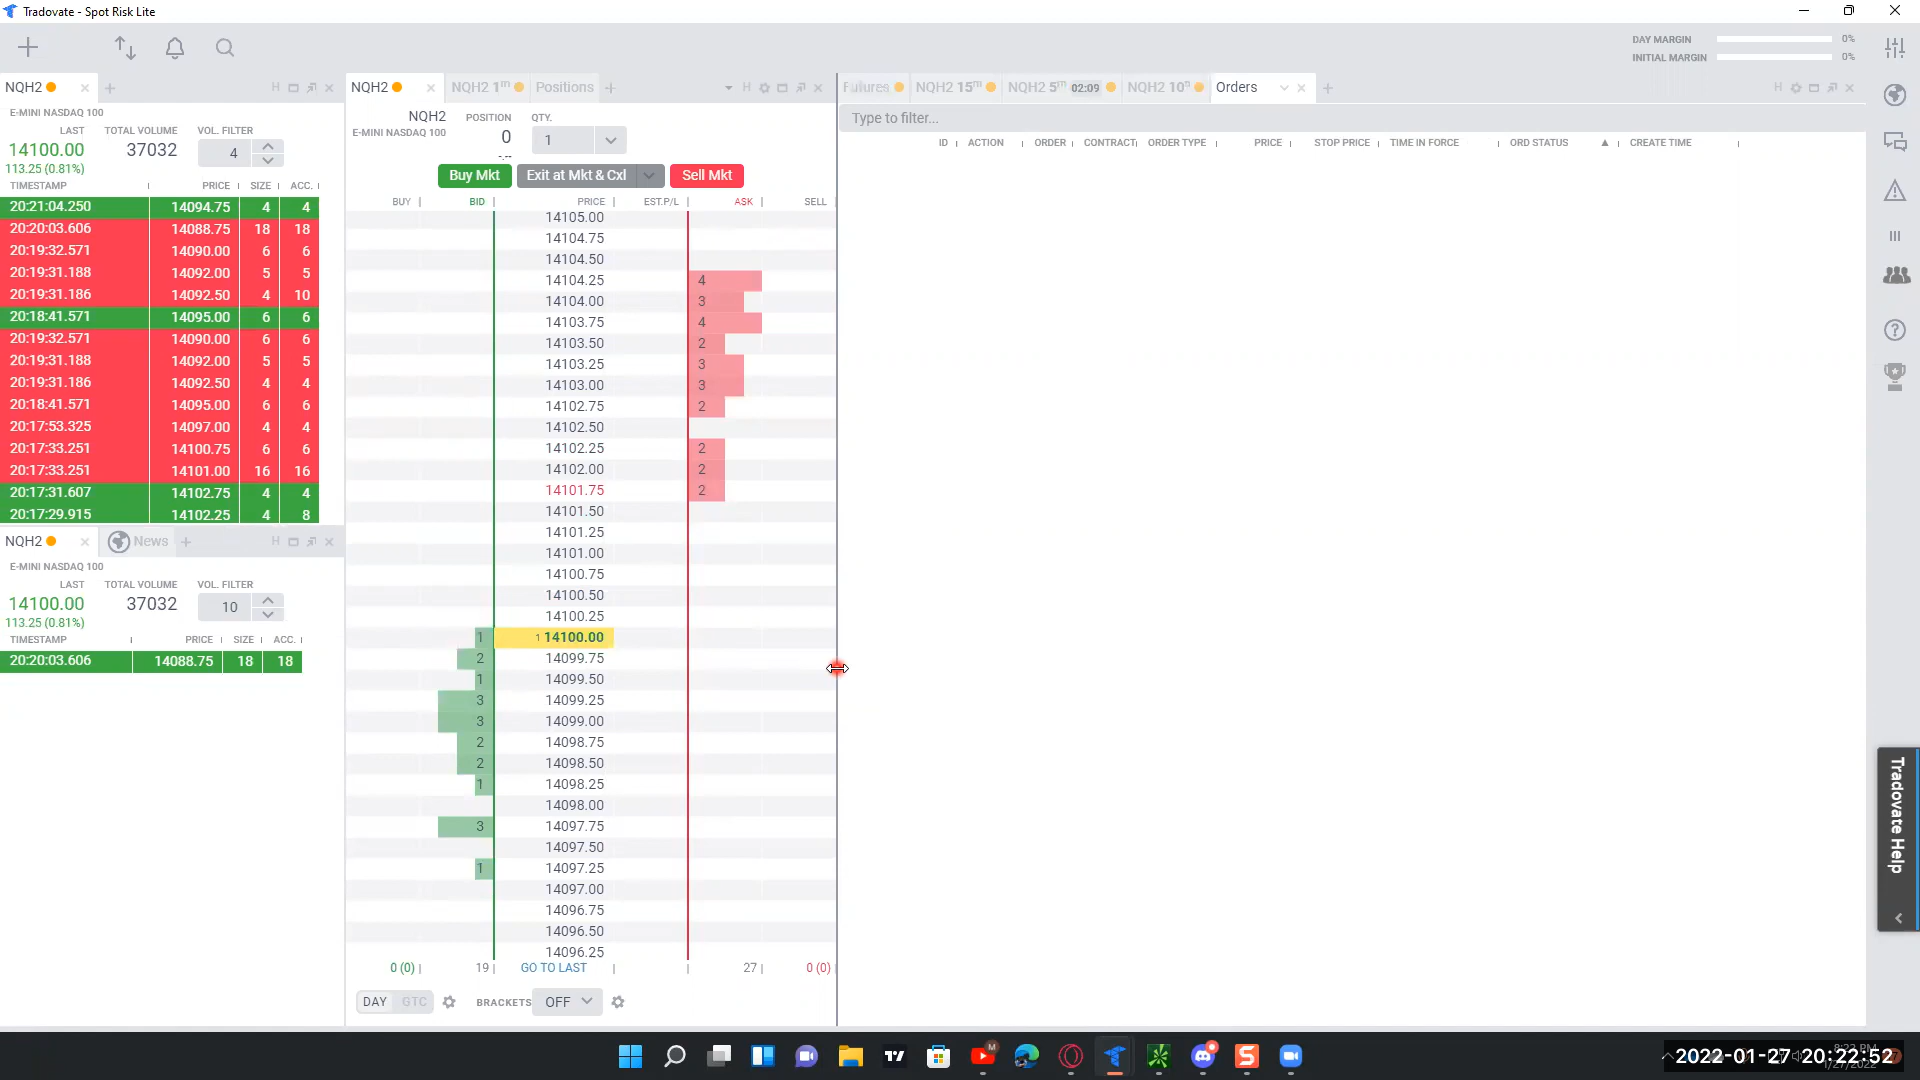 Tradovate - Spot Risk Lite
DAY MARGIN 0%
INITIAL MARGIN 0%
NQH2
E-MINI NASDAQ 100
LAST TOTAL VOLUME VOL. FILTER
14100.00 37032 4
113.25 (0.81%)
TIMESTAMP PRICE SIZE ACC.
20:21:04.250 14094.75 4 4
20:20:03.606 14088.75 18 18
20:19:32.571 14090.00 6 6
20:19:31.188 14092.00 5 5
20:19:31.186 14092.50 4 10
20:18:41.571 14095.00 6 6
20:19:32.571 14090.00 6 6
20:19:31.188 14092.00 5 5
20:19:31.186 14092.50 4 4
20:18:41.571 14095.00 6 6
20:17:53.325 14097.00 4 4
20:17:33.251 14100.75 6 6
20:17:33.251 14101.00 16 16
20:17:31.607 14102.75 4 4
20:17:29.915 14102.25 4 8
NQH2 News
E-MINI NASDAQ 100
LAST TOTAL VOLUME VOL. FILTER
14100.00 37032 10
113.25 (0.81%)
TIMESTAMP PRICE SIZE ACC.
20:20:03.606 14088.75 18 18
NQH2 NQH2 1m Positions
NQH2 POSITION QTY.
E-MINI NASDAQ 100 0 1
-.--
Buy Mkt Exit at Mkt & Cxl Sell Mkt
BUY BID PRICE EST.P/L ASK SELL
14105.00
14104.75
14104.50
14104.25 4
14104.00 3
14103.75 4
14103.50 2
14103.25 3
14103.00 3
14102.75 2
14102.50
14102.25 2
14102.00 2
14101.75 2
14101.50
14101.25
14101.00
14100.75
14100.50
14100.25
1 1 14100.00
2 14099.75
1 14099.50
3 14099.25
3 14099.00
2 14098.75
2 14098.50
1 14098.25
14098.00
3 14097.75
14097.50
1 14097.25
14097.00
14096.75
14096.50
14096.25
0 (0) 19 GO TO LAST 27 0 (0)
DAY GTC BRACKETS OFF
Futures NQH2 15m NQH2 5m 02:09 NQH2 10m Orders
Type to filter...
ID ACTION ORDER CONTRACT ORDER TYPE PRICE STOP PRICE TIME IN FORCE ORD STATUS CREATE TIME
Tradovate Help
2022-01-27 20:22:52